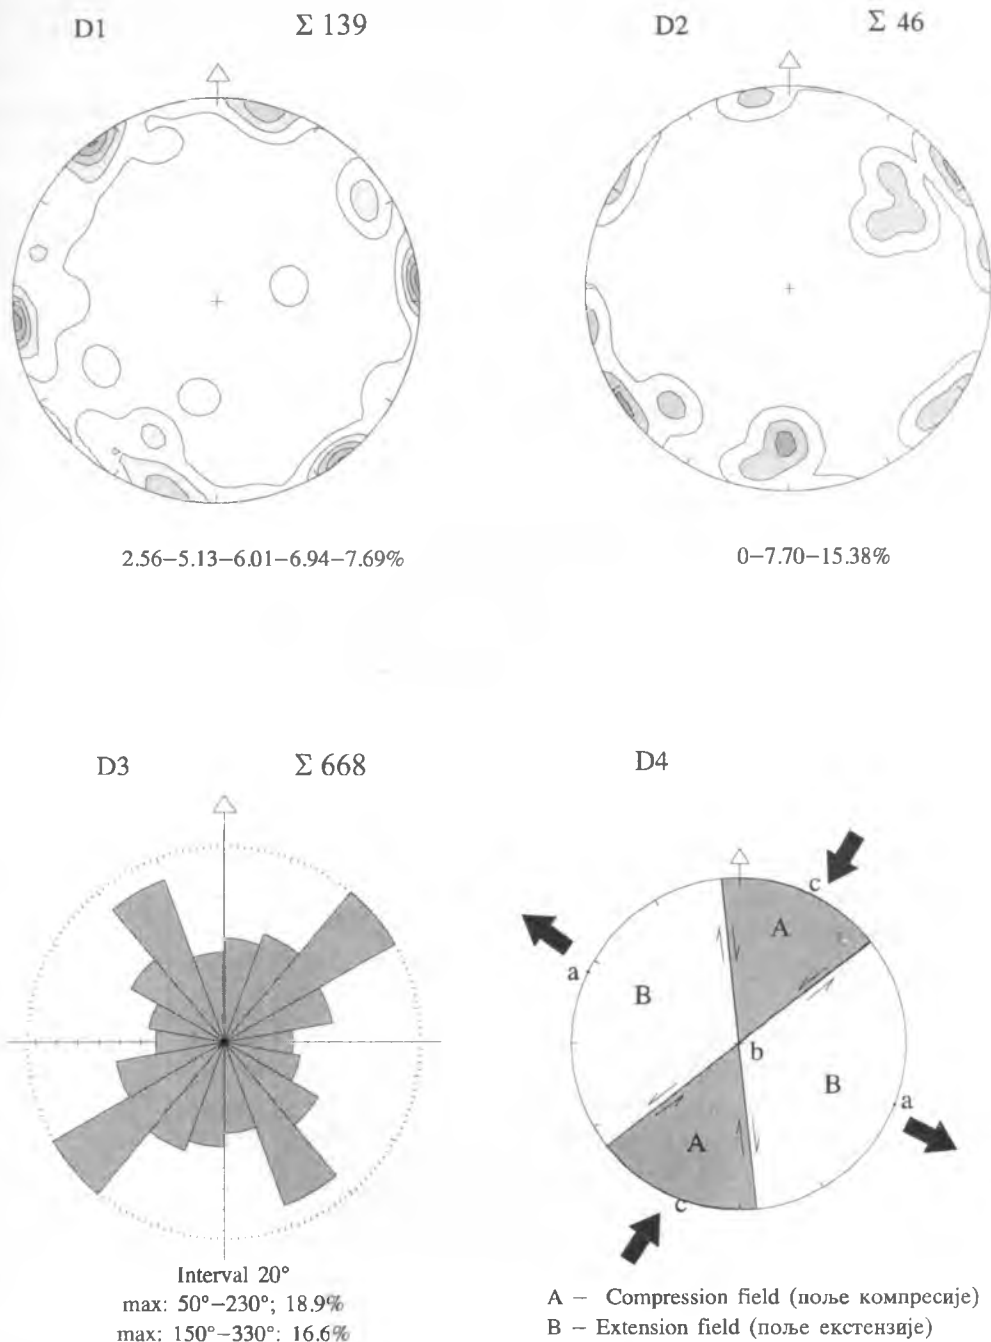 D1 Σ 139
D2 Σ 46
2.56–5.13–6.01–6.94–7.69%
0–7.70–15.38%
D3 Σ 668
D4
Interval 20°
max: 50°–230°; 18.9%
max: 150°–330°: 16.6%
c
A
a
B
b
B
a
A
c
A – Compression field (поље компресије)
B – Extension field (поље екстензије)